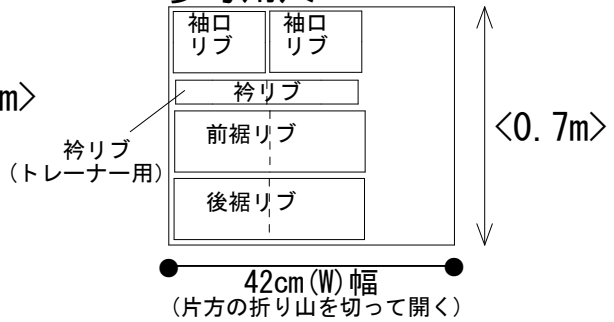 袖口
リブ
袖口
リブ
m>
衿リブ
衿リブ
(トレーナー用)
前裾リブ
<0.7m>
後裾リブ
42cm(W)幅
(片方の折り山を切って開く)